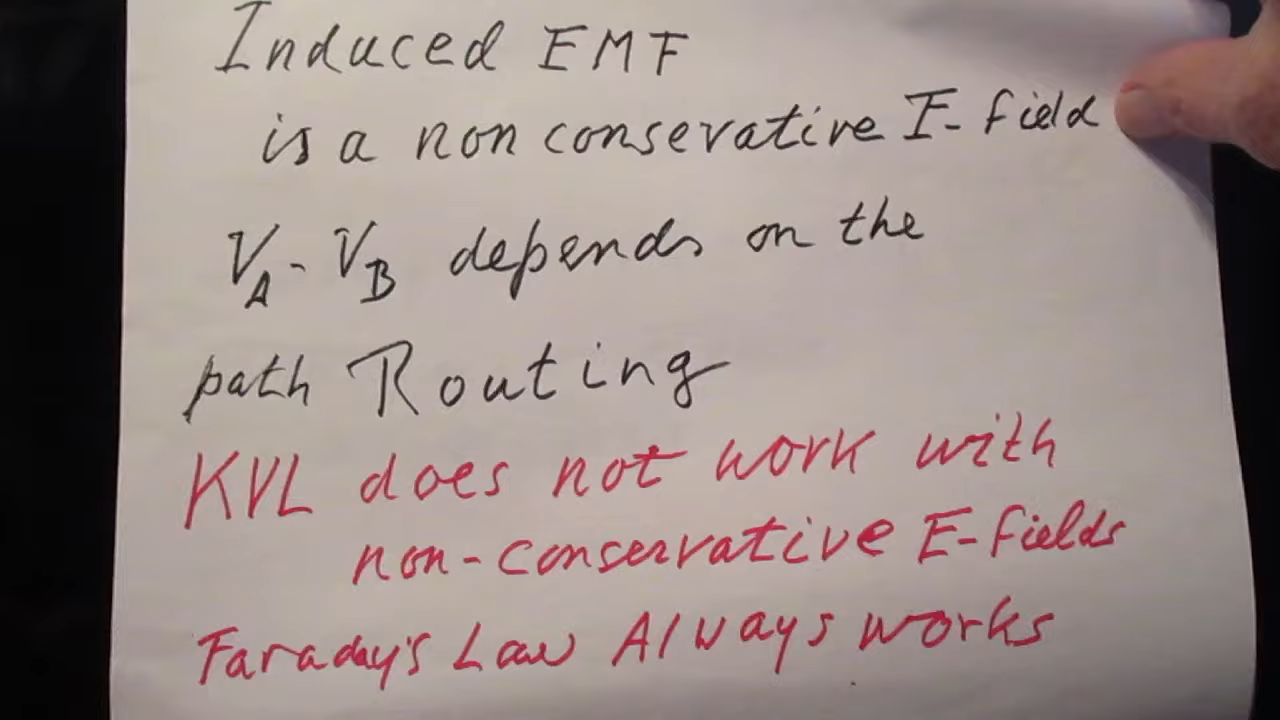 Induced EMF
is a non conservative E-field
VA - VB depends on the
path Routing
KVL does not work with
non-conservative E-fields
Faraday's Law Always works